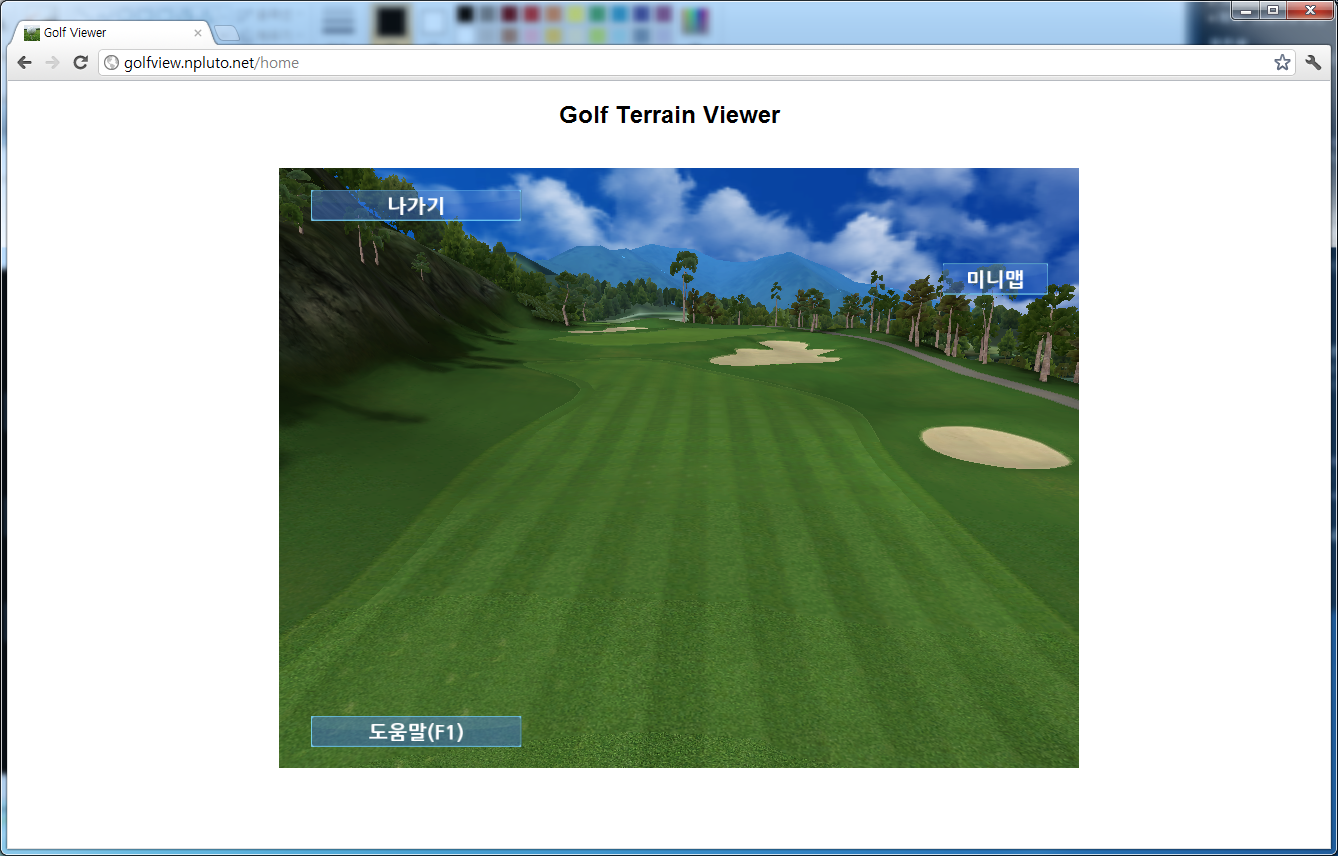 Golf Viewer
golfview.npluto.net/home
Golf Terrain Viewer
나가기
미니맵
도움말(F1)